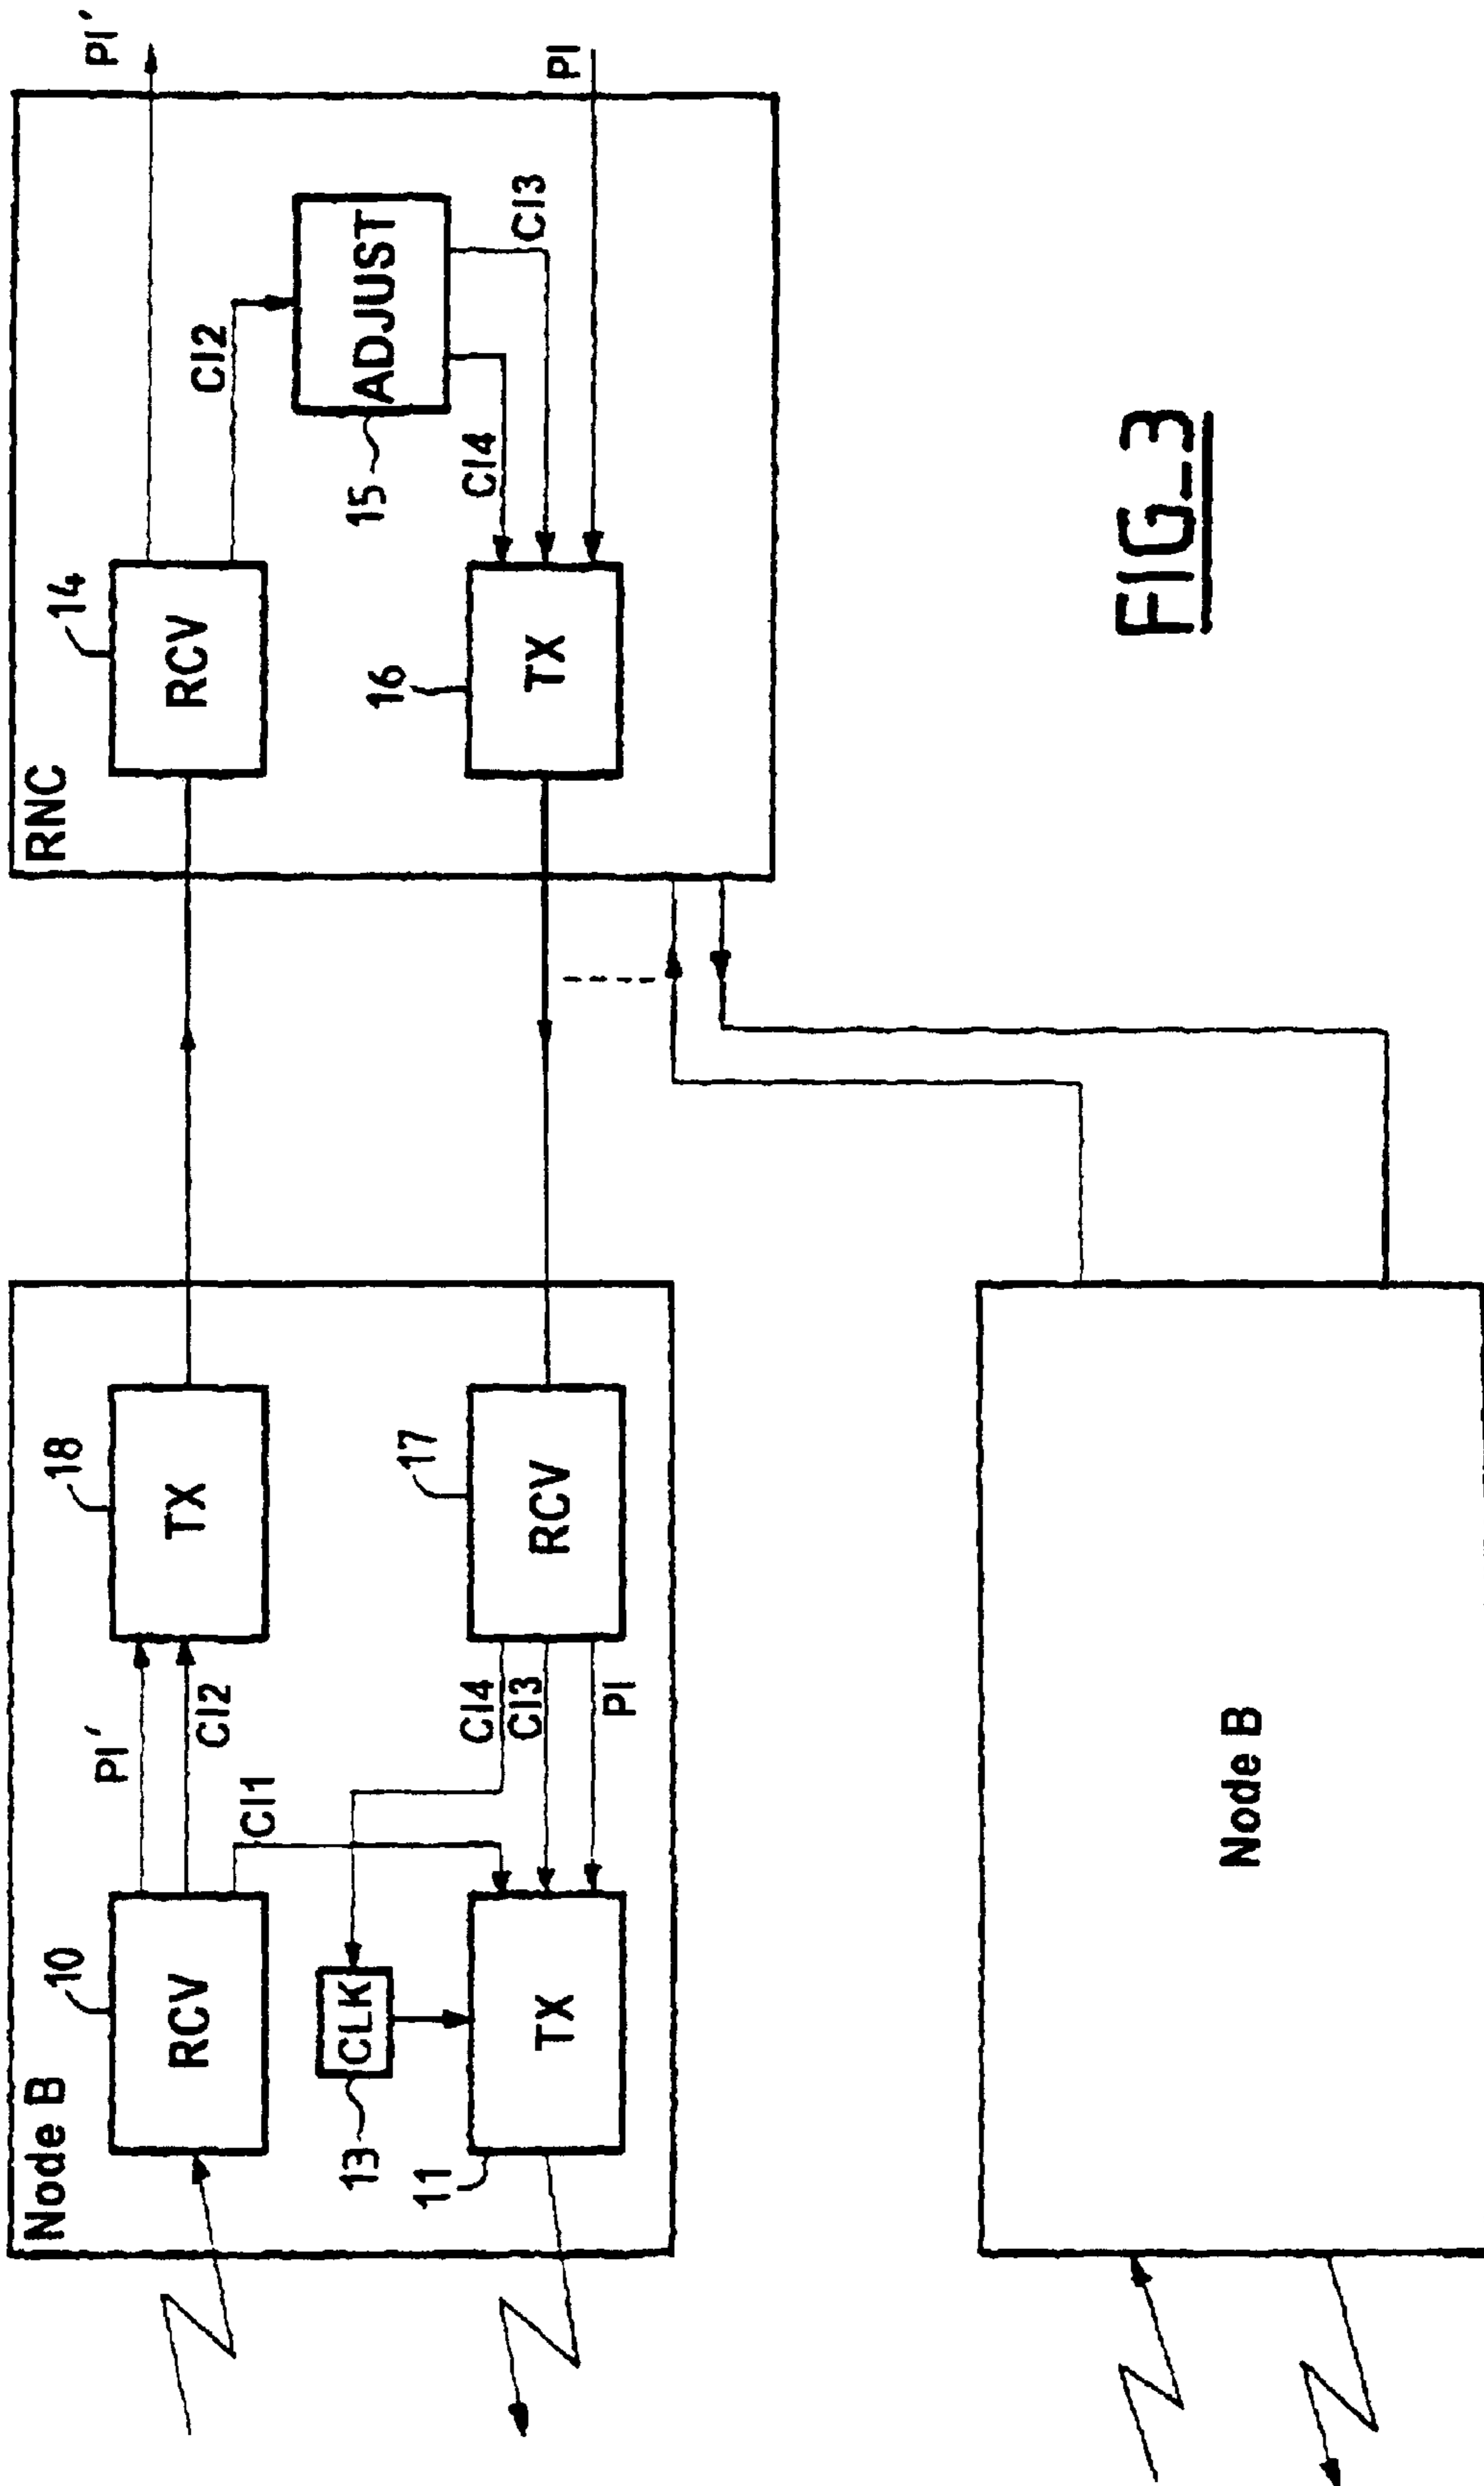 Node B
10
RCV
PI'
CI2
CI1
18
TX
13
CLK
11
TX
CI4
CI3
PI
17
RCV
RNC
14
RCV
PI'
CI2
15
ADJUST
CI4
CI3
16
TX
PI
Node B
FIG_3